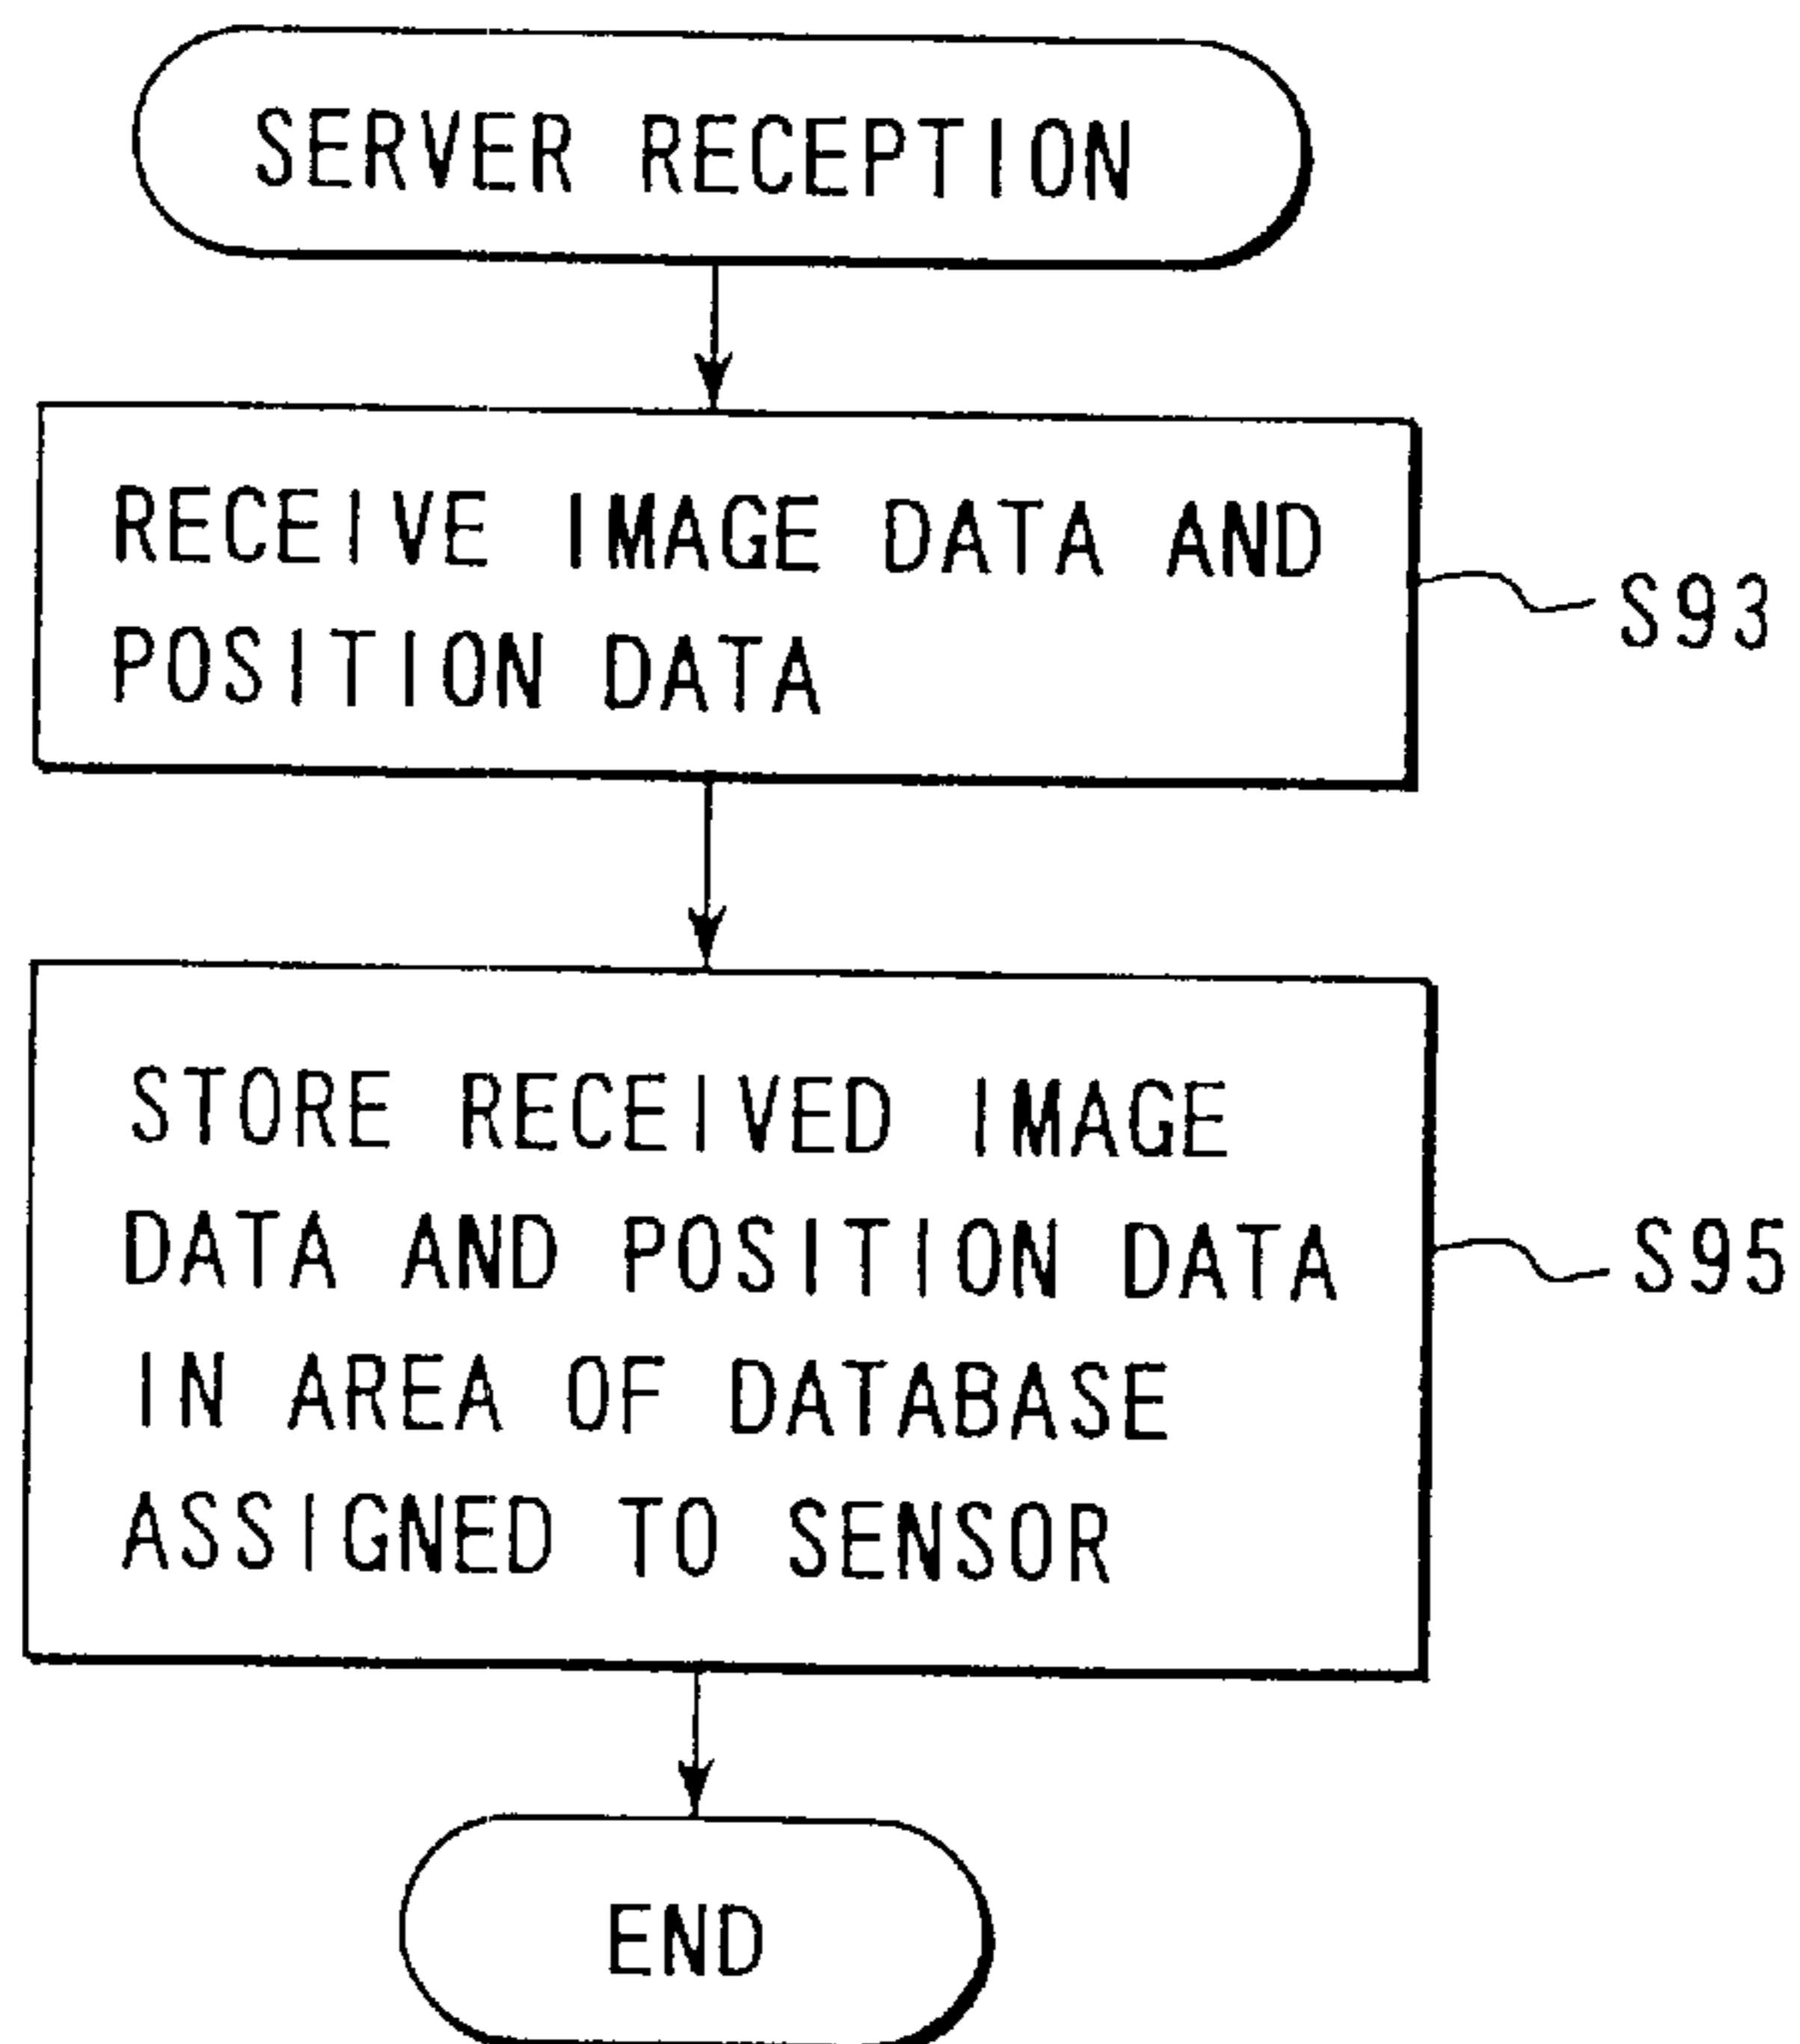 SERVER RECEPTION
RECEIVE IMAGE DATA AND
POSITION DATA
S93
STORE RECEIVED IMAGE
DATA AND POSITION DATA
IN AREA OF DATABASE
ASSIGNED TO SENSOR
S95
END